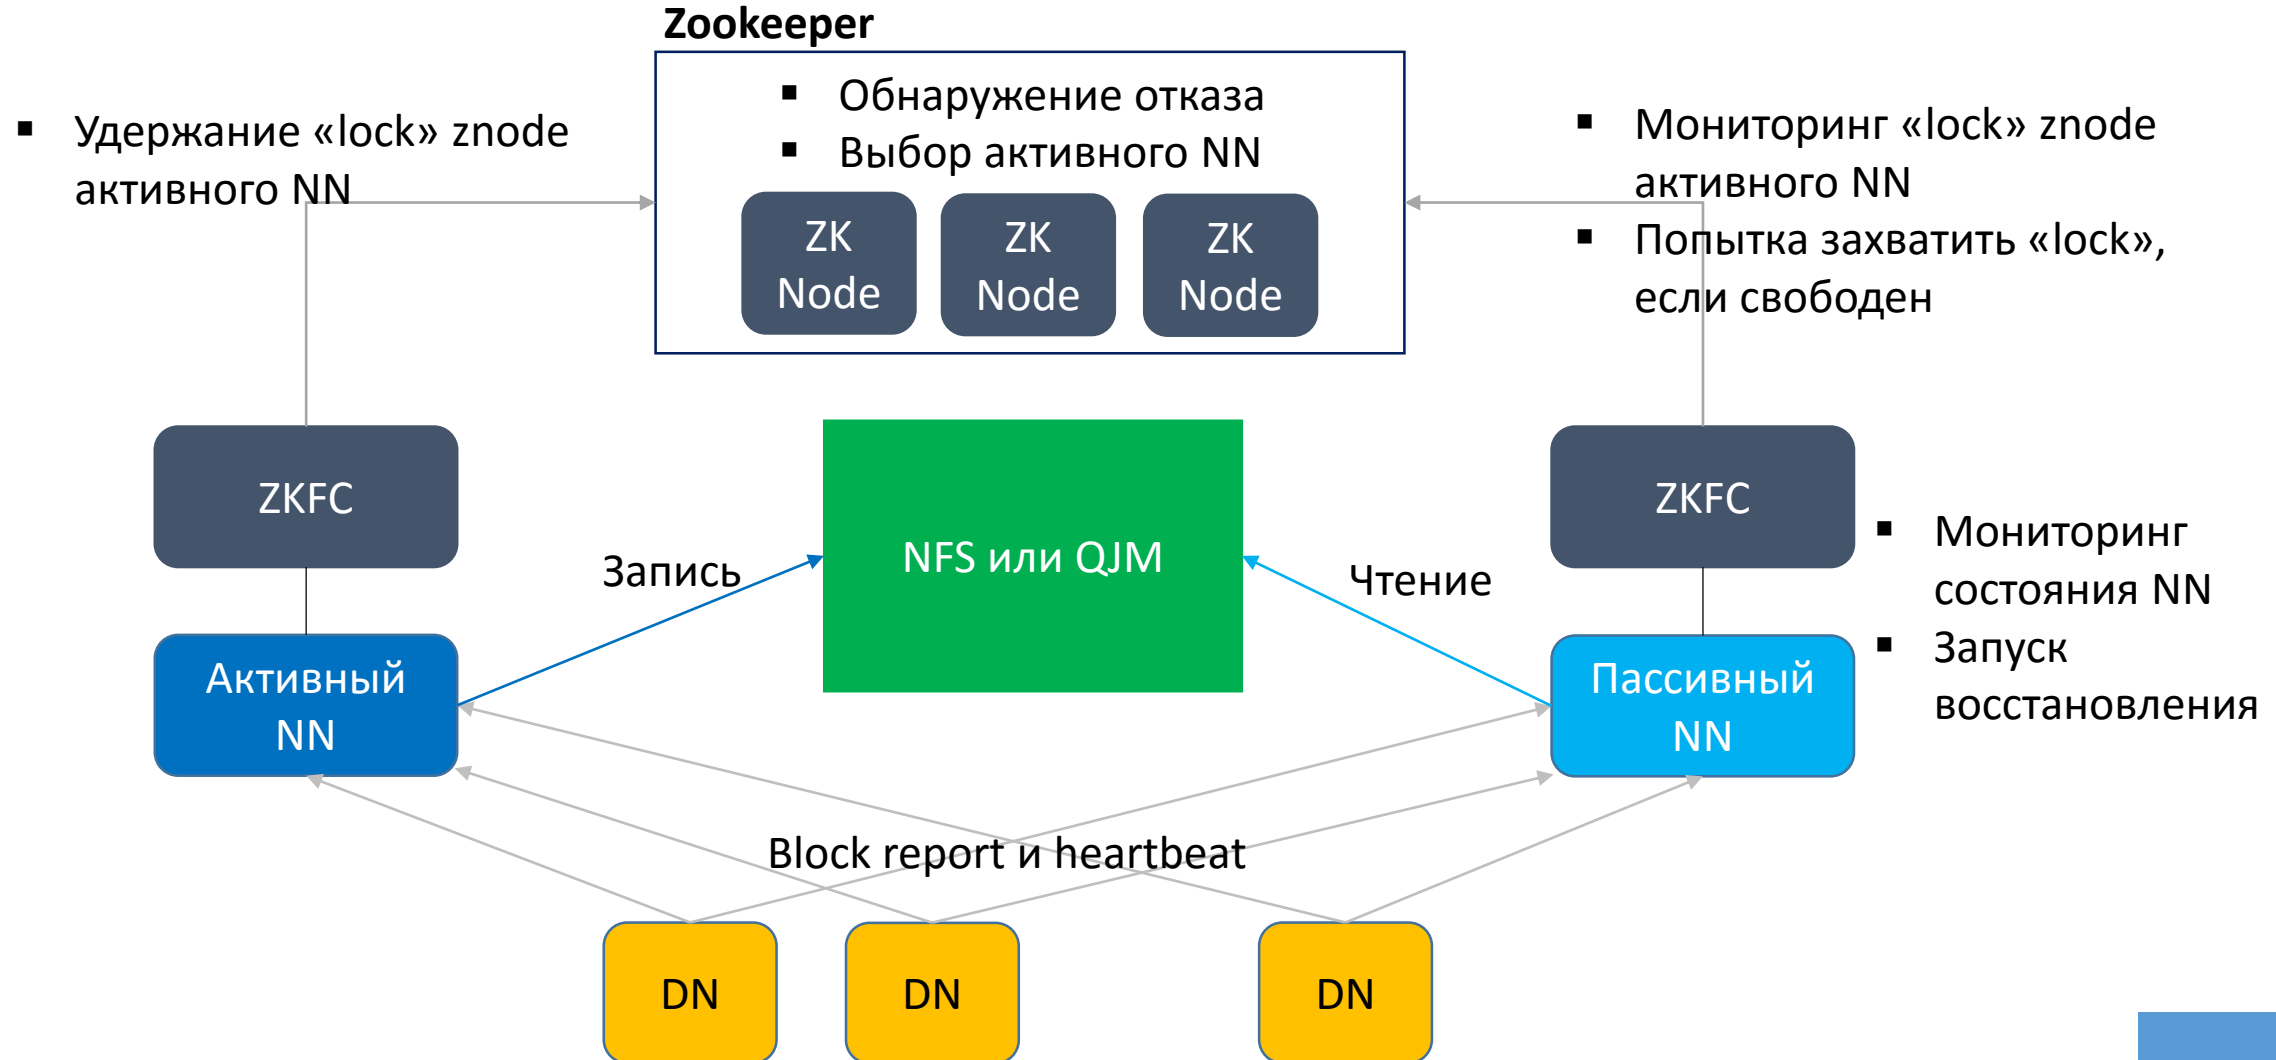 Zookeeper
▪ Обнаружение отказа
▪ Выбор активного NN
▪ Удержание «lock» znode
активного NN
▪ Мониторинг «lock» znode
активного NN
▪ Попытка захватить «lock»,
если свободен
ZK
Node
ZK
Node
ZK
Node
ZKFC
NFS или QJM
ZKFC
Запись
Чтение
▪ Мониторинг
состояния NN
▪ Запуск
восстановления
Активный
NN
Пассивный
NN
Block report и heartbeat
DN
DN
DN